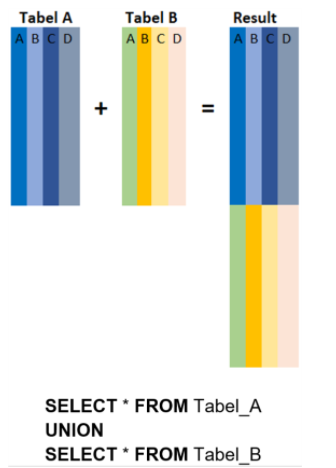 Tabel A Tabel B Result
A B C D A B C D A B C D
+ =
SELECT * FROM Tabel_A
UNION
SELECT * FROM Tabel_B